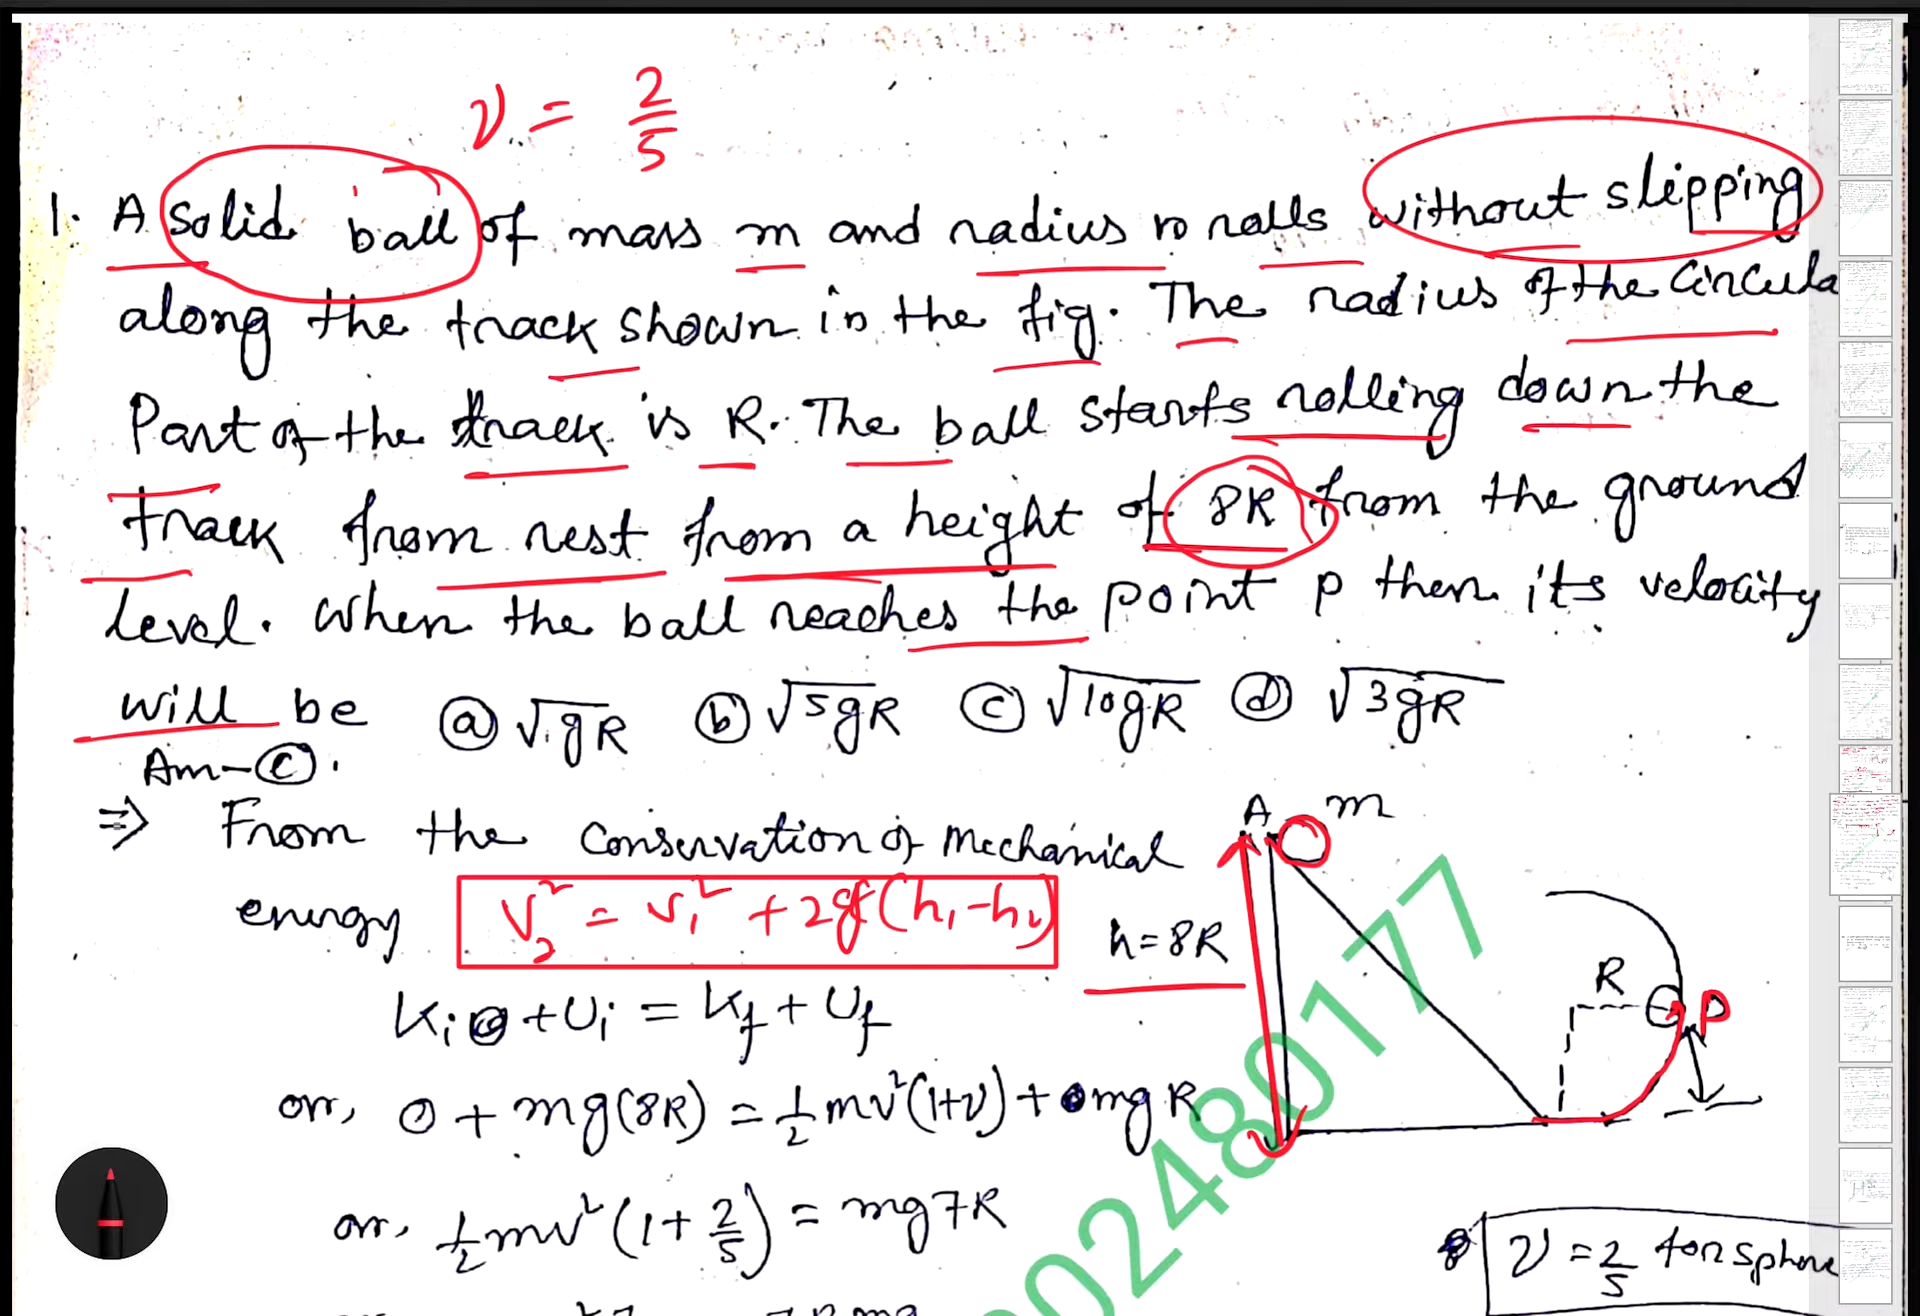 ν = 2/5
1. A solid ball of mass m and radius r rolls without slipping
along the track shown in the fig. The radius of the circula
Part of the track is R. The ball starts rolling down the
track from rest from a height of 8R from the ground
level. When the ball reaches the point P then its velocity
will be (a) √gR (b) √5gR (c) √10gR (d) √3gR
Ans-(c).
⇒ From the conservation of mechanical
energy V₂² = V₁² + 2g(h₁-h₂)
Ki + Ui = Kf + Uf
or, 0 + mg(8R) = 1/2 mv²(1+ν) + mgR
or, 1/2 mv²(1 + 2/5) = mg7R
A m
h = 8R
R P
ν = 2/5 for sphere
02480177